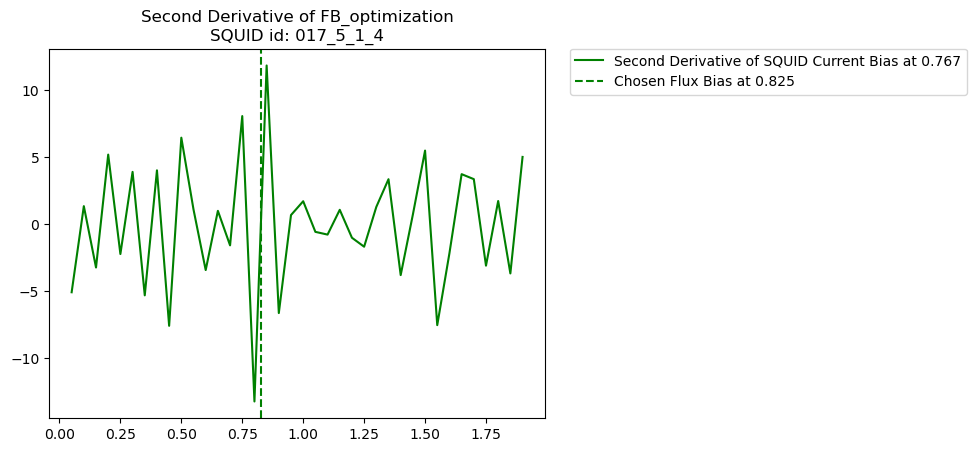 Second Derivative of FB_optimization
SQUID id: 017_5_1_4
Second Derivative of SQUID Current Bias at 0.767
Chosen Flux Bias at 0.825
10
5
0
−5
−10
0.00 0.25 0.50 0.75 1.00 1.25 1.50 1.75